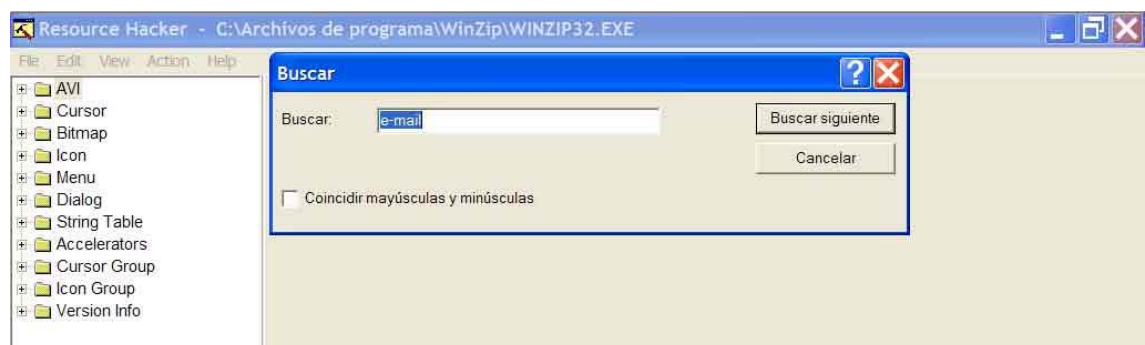 Resource Hacker - C:\Archivos de programa\WinZip\WINZIP32.EXE
File Edit View Action Help
AVI
Cursor
Bitmap
Icon
Menu
Dialog
String Table
Accelerators
Cursor Group
Icon Group
Version Info
Buscar
Buscar: e-mail
Buscar siguiente
Cancelar
Coincidir mayúsculas y minúsculas